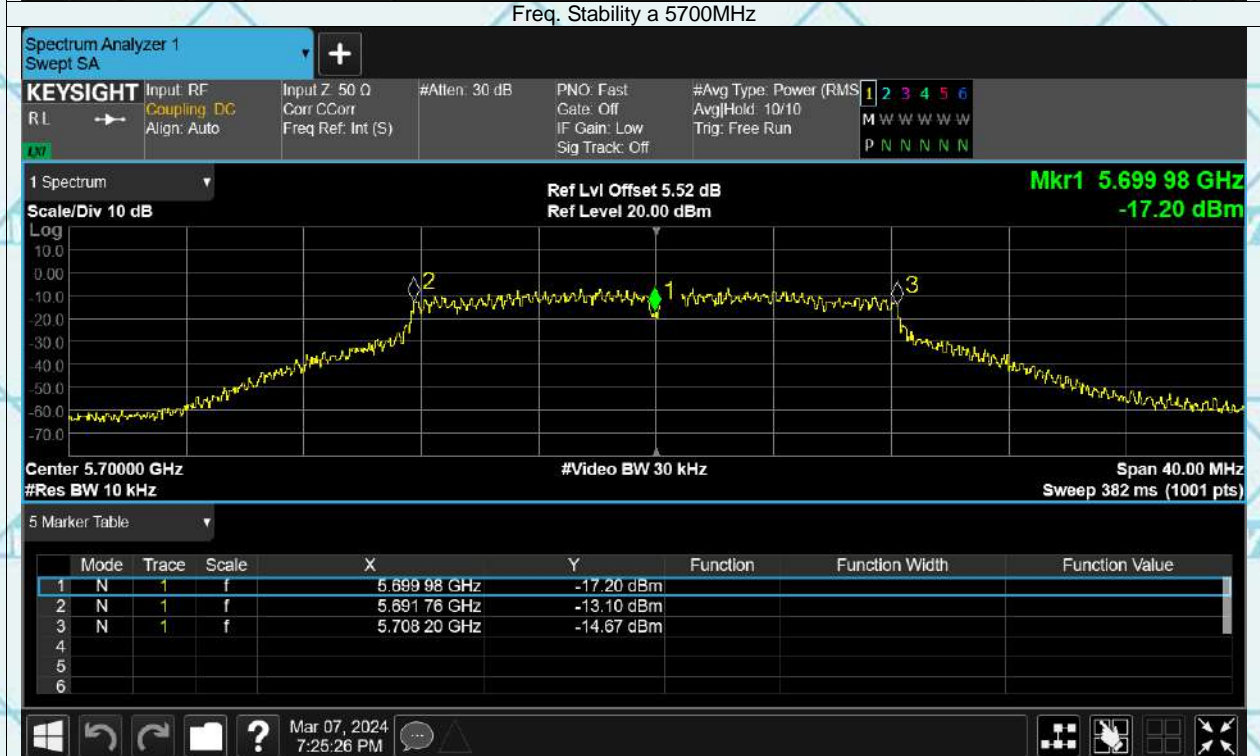 Freq. Stability a 5700MHz
Spectrum Analyzer 1
Swept SA
+
KEYSIGHT
RL
LXI
Input: RF
Coupling: DC
Align: Auto
Input Z: 50 Ω
Corr CCorr
Freq Ref: Int (S)
#Atten: 30 dB
PNO: Fast
Gate: Off
IF Gain: Low
Sig Track: Off
#Avg Type: Power (RMS
Avg|Hold: 10/10
Trig: Free Run
1 2 3 4 5 6
M W W W W W
P N N N N N
1 Spectrum
Scale/Div 10 dB
Ref Lvl Offset 5.52 dB
Ref Level 20.00 dBm
Mkr1 5.699 98 GHz
-17.20 dBm
Log
10.0
0.00
-10.0
-20.0
-30.0
-40.0
-50.0
-60.0
-70.0
2
1
3
Center 5.70000 GHz
#Res BW 10 kHz
#Video BW 30 kHz
Span 40.00 MHz
Sweep 382 ms (1001 pts)
5 Marker Table
Mode Trace Scale X Y Function Function Width Function Value
1 N 1 f 5.699 98 GHz -17.20 dBm
2 N 1 f 5.691 76 GHz -13.10 dBm
3 N 1 f 5.708 20 GHz -14.67 dBm
4
5
6
?
Mar 07, 2024
7:25:26 PM